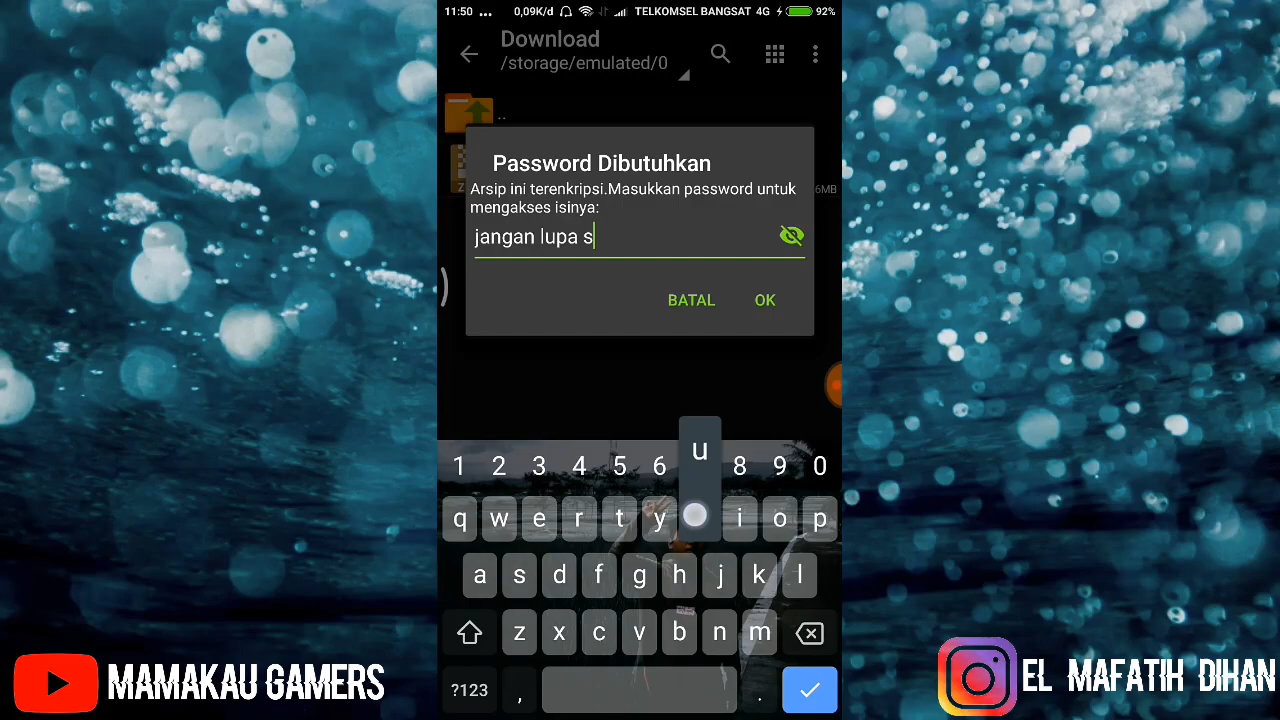 11:50 ... 0,09K/d TELKOMSEL BANGSAT 4G 92%
Download
/storage/emulated/0
..
Z 6MB
Password Dibutuhkan
Arsip ini terenkripsi.Masukkan password untuk
mengakses isinya:
jangan lupa s
BATAL OK
u
1 2 3 4 5 6 8 9 0
q w e r t y i o p
a s d f g h j k l
z x c v b n m
?123 , .
MAMAKAU GAMERS
EL MAFATIH DIHAN